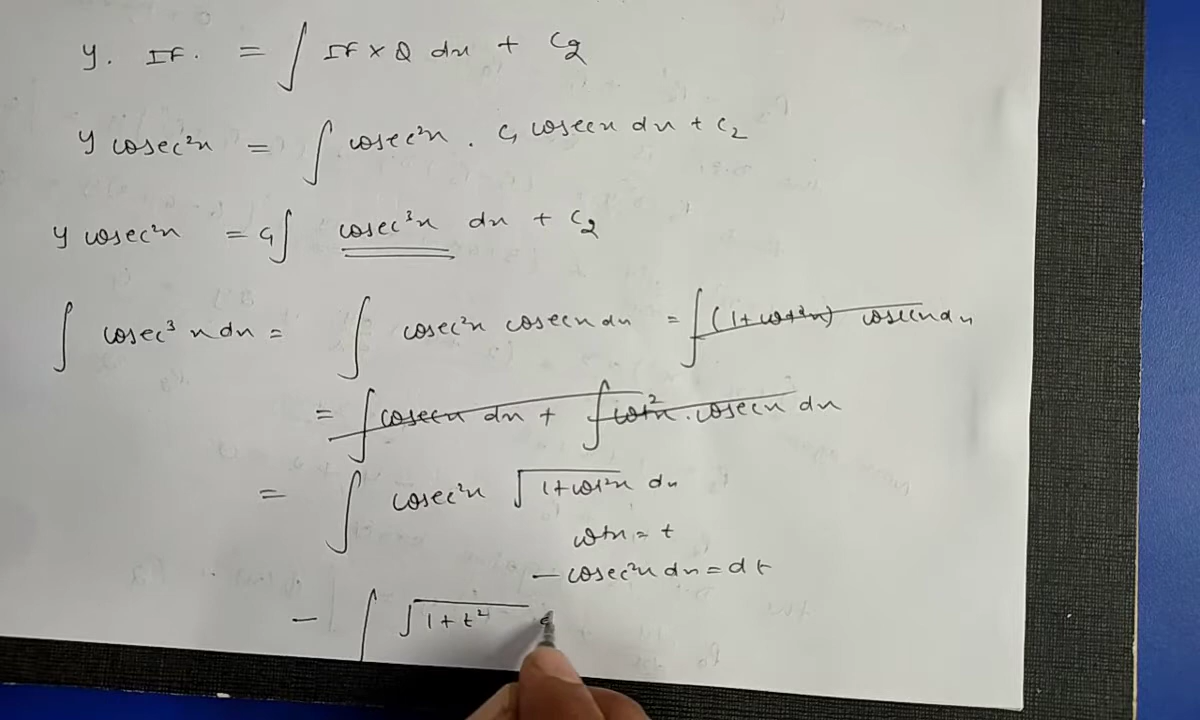 y. IF. = ∫ IF × Q dx + C2
y cosec²x = ∫ cosec²x . C1 cosecx dx + C2
y cosec²x = C1 ∫ cosec³x dx + C2
∫ cosec³ x dx = ∫ cosec²x cosecx dx = ∫ (1+cot²x) cosecx dx
= ∫ cosecx dx + ∫ cot²x . cosecx dx
= ∫ cosec²x √1+cot²x dx
cotx = t
– cosec²x dx = dt
– ∫ √1+t²